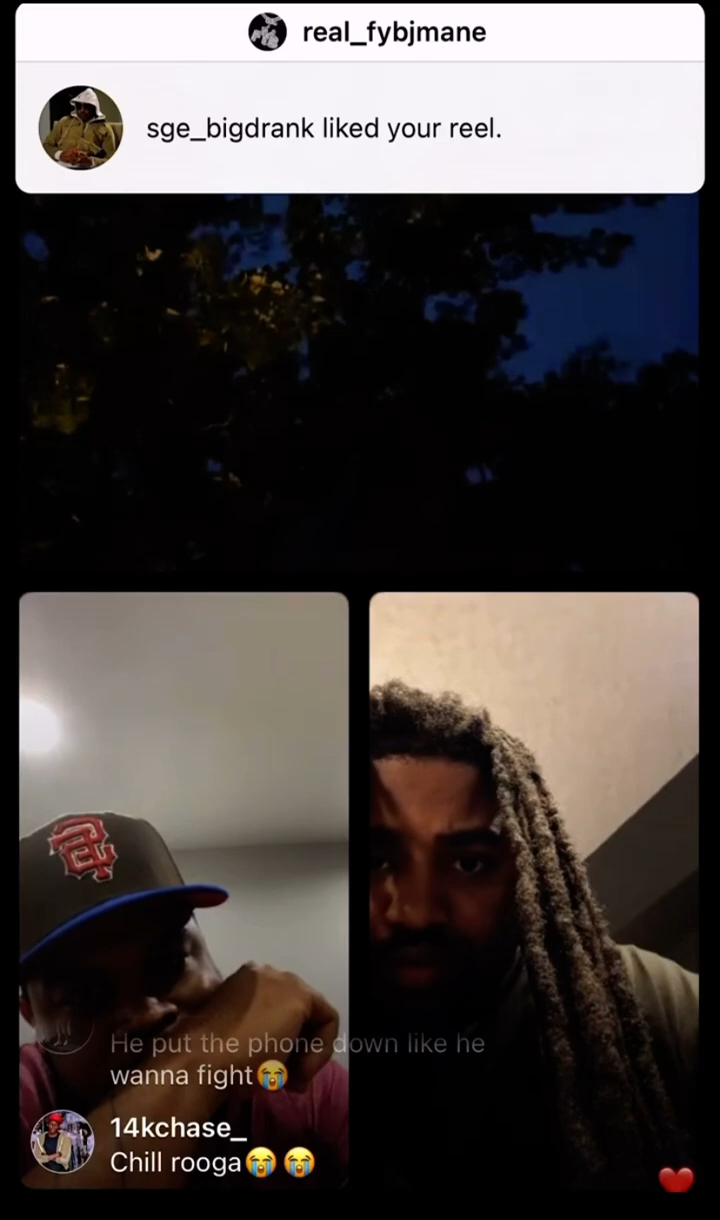 real_fybjmane
sge_bigdrank liked your reel.
He put the phone down like he
wanna fight😭
14kchase_
Chill rooga😭 😭